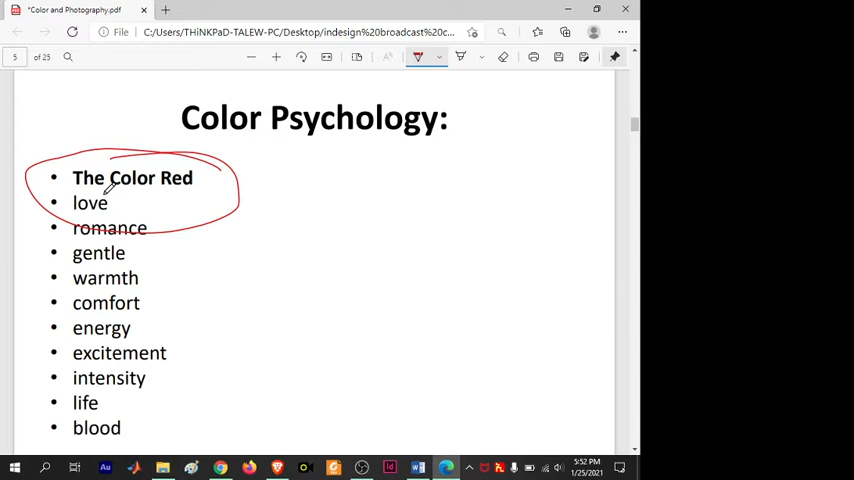 *Color and Photography.pdf
File
C:/Users/THiNKPaD-TALEW-PC/Desktop/indesign%20broadcast%20c...
5 of 25
Color Psychology:
• The Color Red
• love
• romance
• gentle
• warmth
• comfort
• energy
• excitement
• intensity
• life
• blood
5:52 PM
1/25/2021